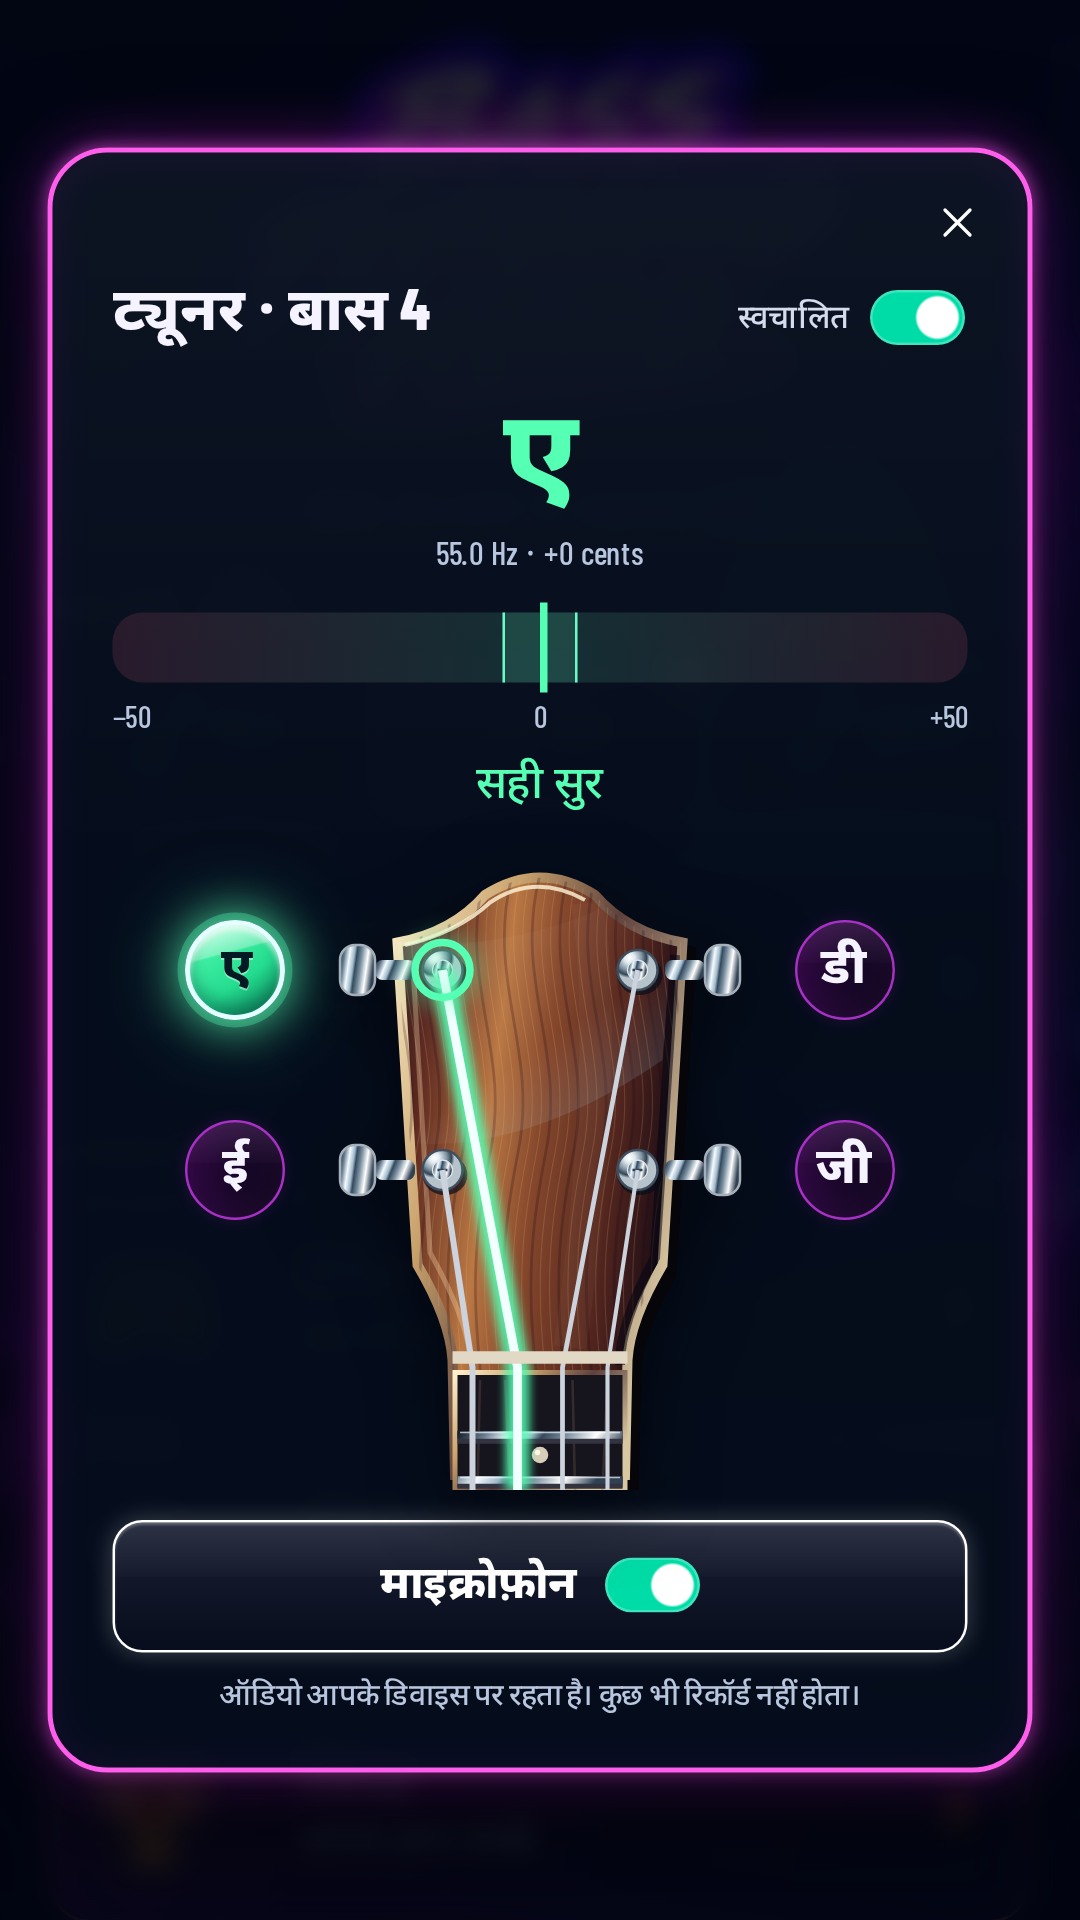 ट्यूनर · बास 4
स्वचालित
ए
55.0 Hz · +0 cents
–50 0 +50
सही सुर
ए डी
ई जी
माइक्रोफ़ोन
ऑडियो आपके डिवाइस पर रहता है। कुछ भी रिकॉर्ड नहीं होता।